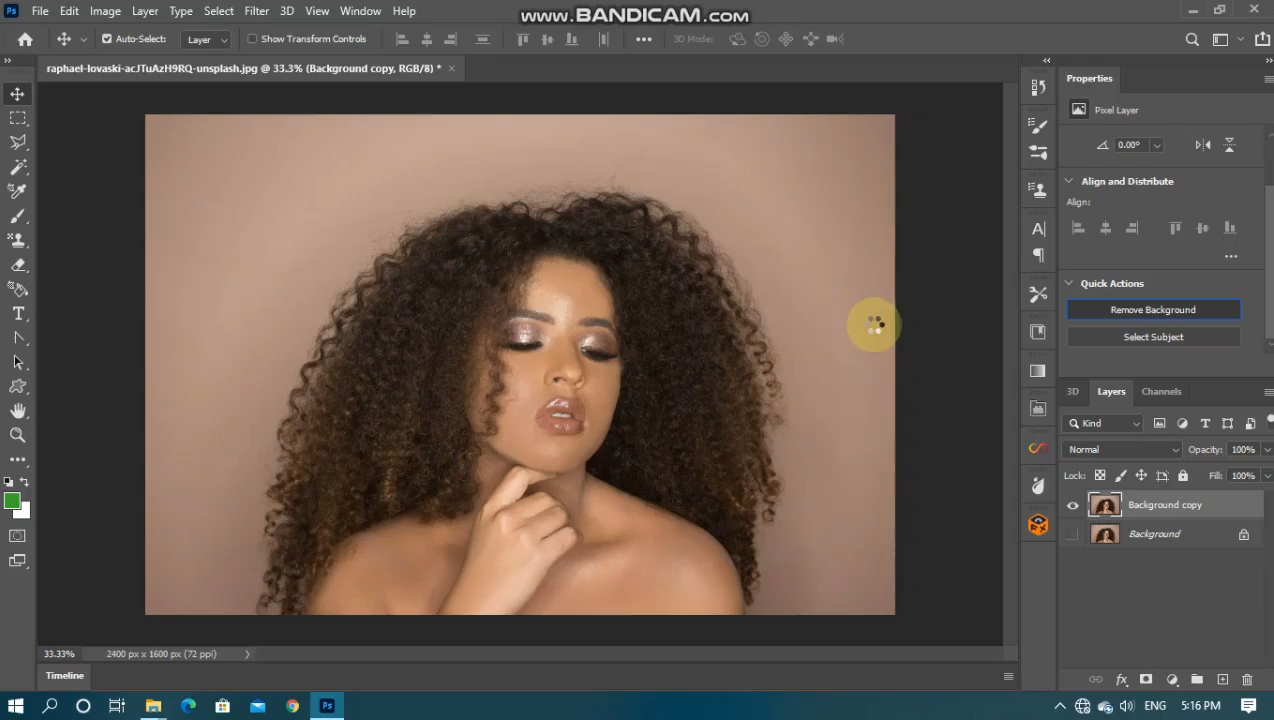 www.BANDICAM.com
Ps File Edit Image Layer Type Select Filter 3D View Window Help
Auto-Select: Layer Show Transform Controls 3D Mode:
raphael-lovaski-acJTuAzH9RQ-unsplash.jpg @ 33.3% (Background copy, RGB/8) *
Properties
Pixel Layer
0.00°
Align and Distribute
Align:
Quick Actions
Remove Background
Select Subject
3D Layers Channels
Kind
Normal Opacity: 100%
Lock: Fill: 100%
Background copy
Background
33.33% 2400 px x 1600 px (72 ppi)
Timeline
Ps ENG 5:16 PM